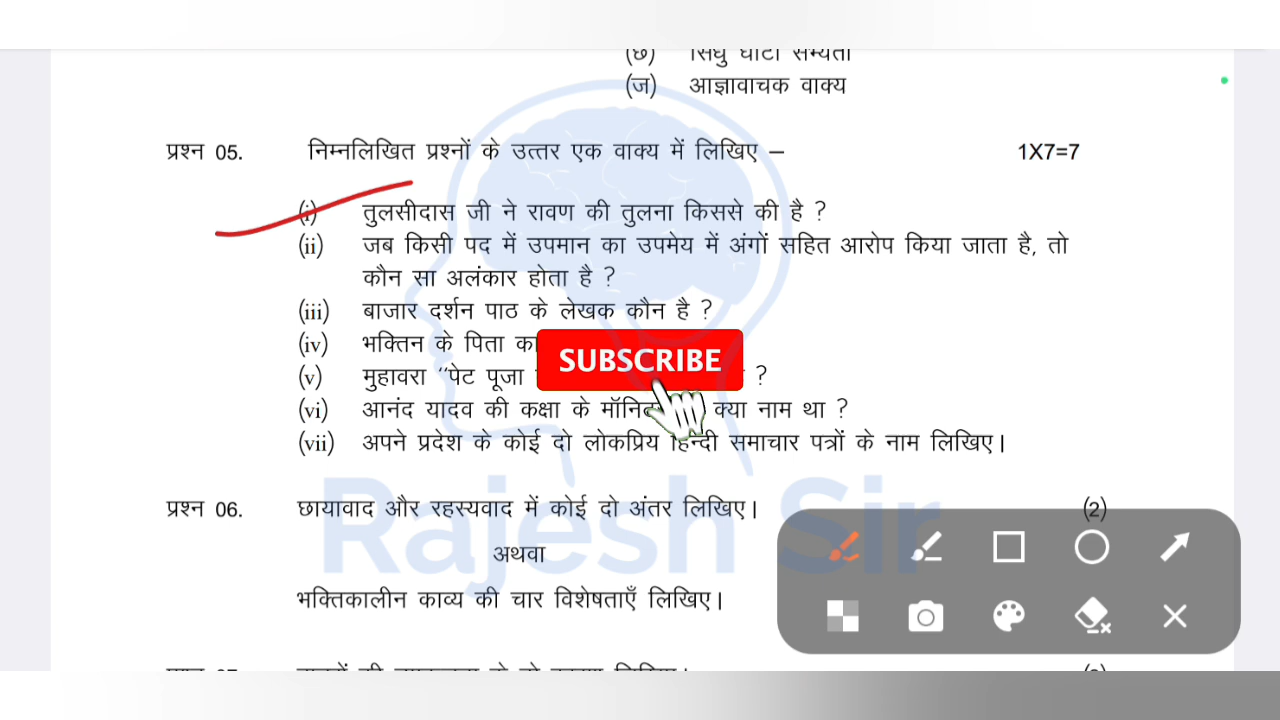 (छ) सिंधु घाटी सभ्यता
(ज) आज्ञावाचक वाक्य
प्रश्न 05. निम्नलिखित प्रश्नों के उत्तर एक वाक्य में लिखिए – 1X7=7
(i) तुलसीदास जी ने रावण की तुलना किससे की है ?
(ii) जब किसी पद में उपमान का उपमेय में अंगों सहित आरोप किया जाता है, तो
कौन सा अलंकार होता है ?
(iii) बाजार दर्शन पाठ के लेखक कौन है ?
(iv) भक्तिन के पिता का
SUBSCRIBE
(v) मुहावरा “पेट पूजा ?
(vi) आनंद यादव की कक्षा के क्या नाम था ?
(vii) अपने प्रदेश के कोई दो लोकप्रिय हिन्दी समाचार पत्रों के नाम लिखिए।
Rajesh Sir
प्रश्न 06. छायावाद और रहस्यवाद में कोई दो अंतर लिखिए। (2)
अथवा
भक्तिकालीन काव्य की चार विशेषताएँ लिखिए।